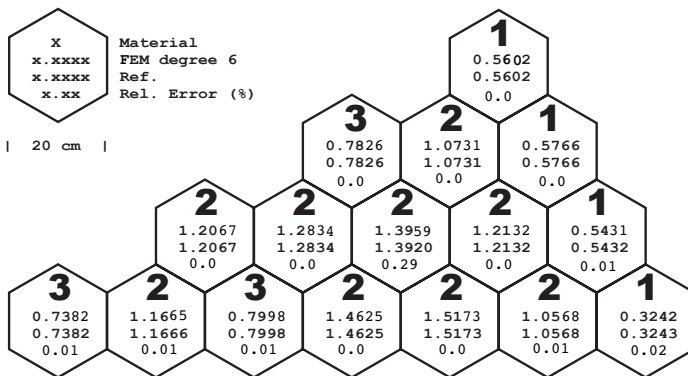 X Material
x.xxxx FEM degree 6
x.xxxx Ref.
x.xx Rel. Error (%)
| 20 cm |
1
0.5602
0.5602
0.0
3 2 1
0.7826 1.0731 0.5766
0.7826 1.0731 0.5766
0.0 0.0 0.0
2 2 2 2 1
1.2067 1.2834 1.3959 1.2132 0.5431
1.2067 1.2834 1.3920 1.2132 0.5432
0.0 0.0 0.29 0.0 0.01
3 2 3 2 2 2 1
0.7382 1.1665 0.7998 1.4625 1.5173 1.0568 0.3242
0.7382 1.1666 0.7998 1.4625 1.5173 1.0568 0.3243
0.01 0.01 0.01 0.0 0.0 0.01 0.02